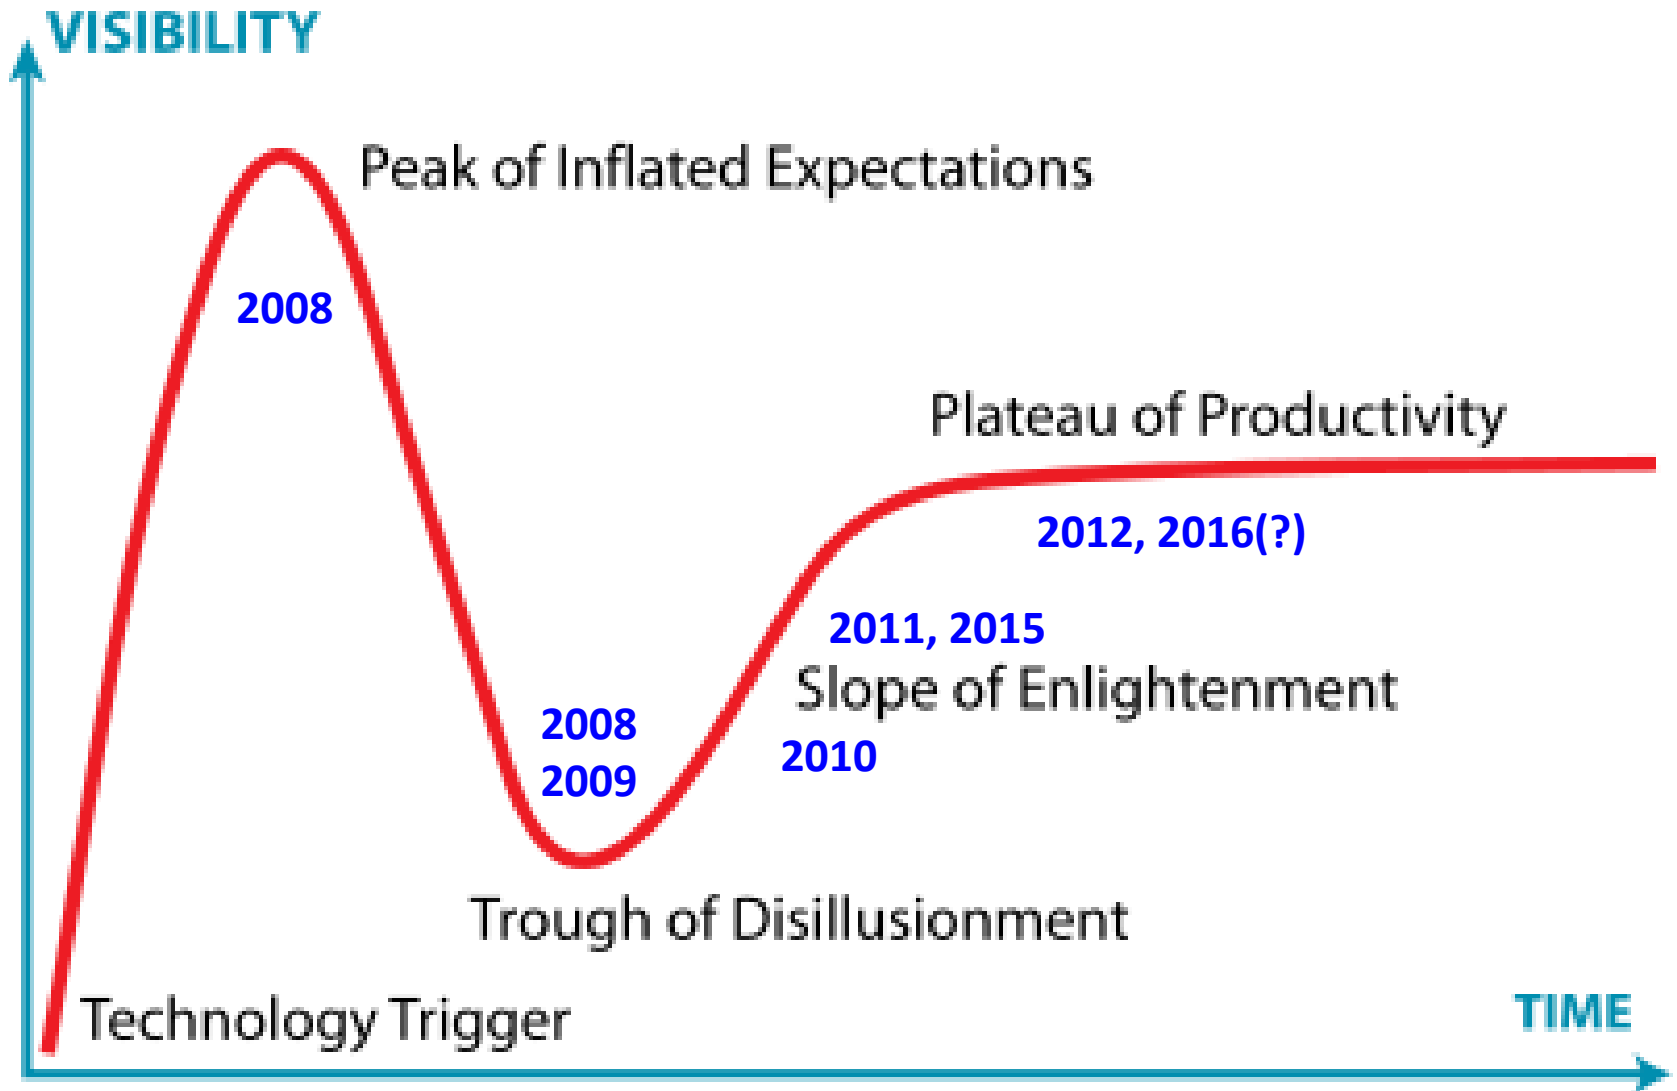 VISIBILITY
Peak of Inflated Expectations
2008
Plateau of Productivity
2012, 2016(?)
2011, 2015
Slope of Enlightenment
2008
2010
2009
Trough of Disillusionment
Technology Trigger
TIME